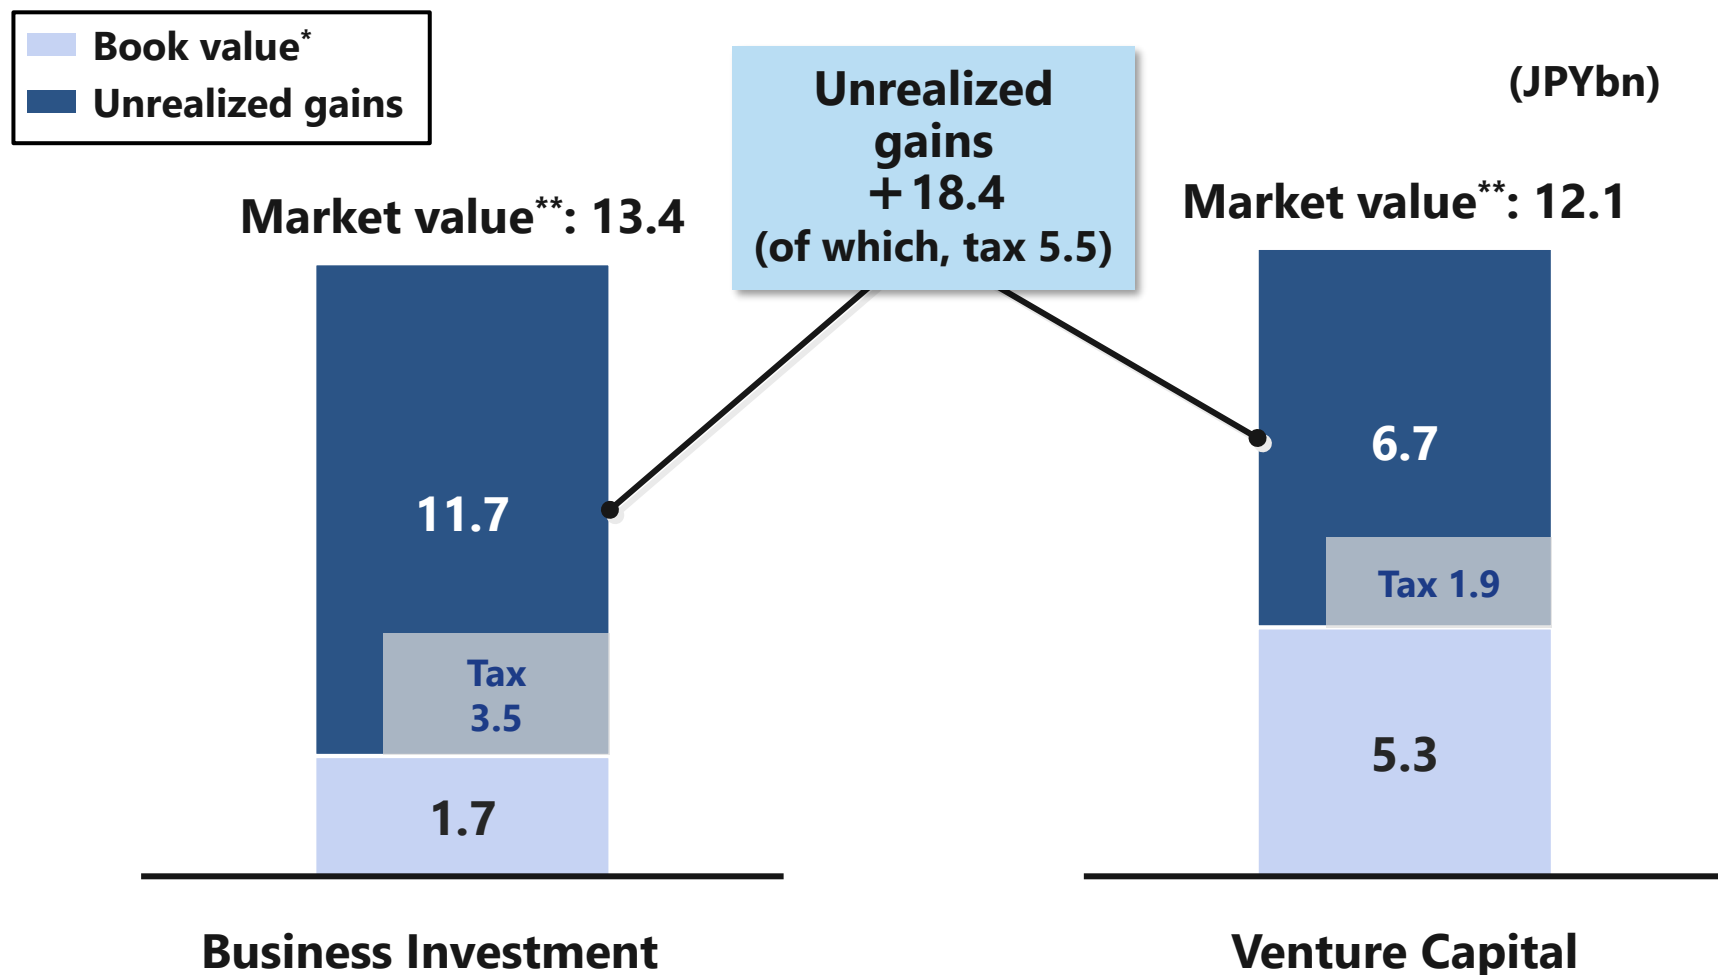 Book value*
Unrealized gains
(JPYbn)
Unrealized
gains
+18.4
(of which, tax 5.5)
Market value**: 13.4
11.7
Tax
3.5
1.7
Business Investment
Market value**: 12.1
6.7
Tax 1.9
5.3
Venture Capital